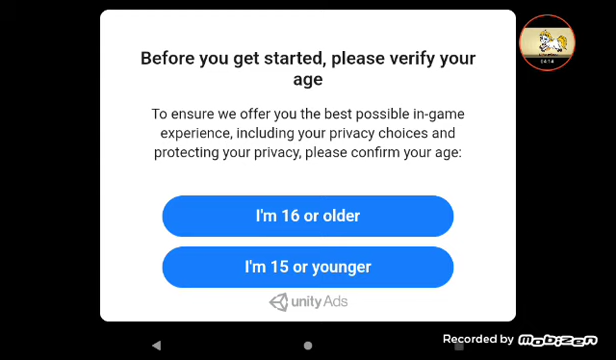 Before you get started, please verify your
age
To ensure we offer you the best possible in-game
experience, including your privacy choices and
protecting your privacy, please confirm your age:
I'm 16 or older
I'm 15 or younger
unity Ads
14:14
Recorded by mobizen